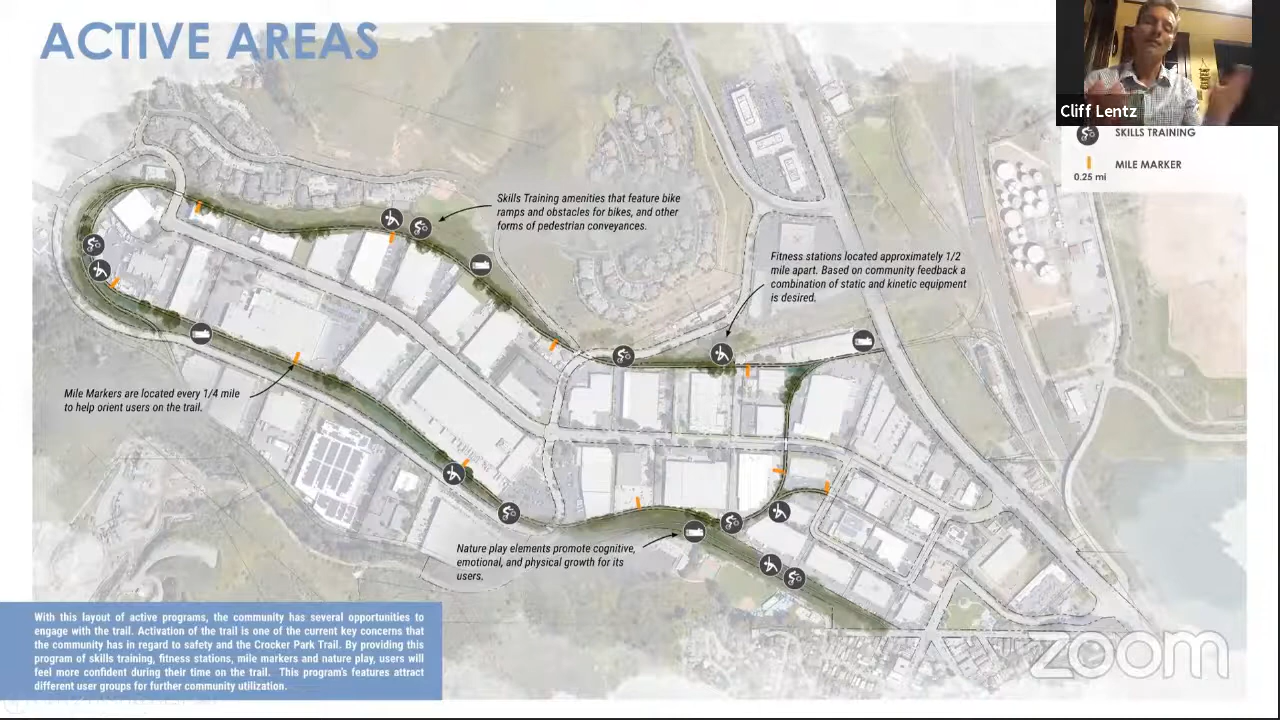 ACTIVE AREAS
Cliff Lentz
SKILLS TRAINING
MILE MARKER
0.25 mi
Skills Training amenities that feature bike
ramps and obstacles for bikes, and other
forms of pedestrian conveyances.
Fitness stations located approximately 1/2
mile apart. Based on community feedback a
combination of static and kinetic equipment
is desired.
Mile Markers are located every 1/4 mile
to help orient users on the trail.
Nature play elements promote cognitive,
emotional, and physical growth for its
users.
With this layout of active programs, the community has several opportunities to
engage with the trail. Activation of the trail is one of the current key concerns that
the community has in regard to safety and the Crocker Park Trail. By providing this
program of skills training, fitness stations, mile markers and nature play, users will
feel more confident during their time on the trail. This program's features attract
different user groups for further community utilization.
zoom